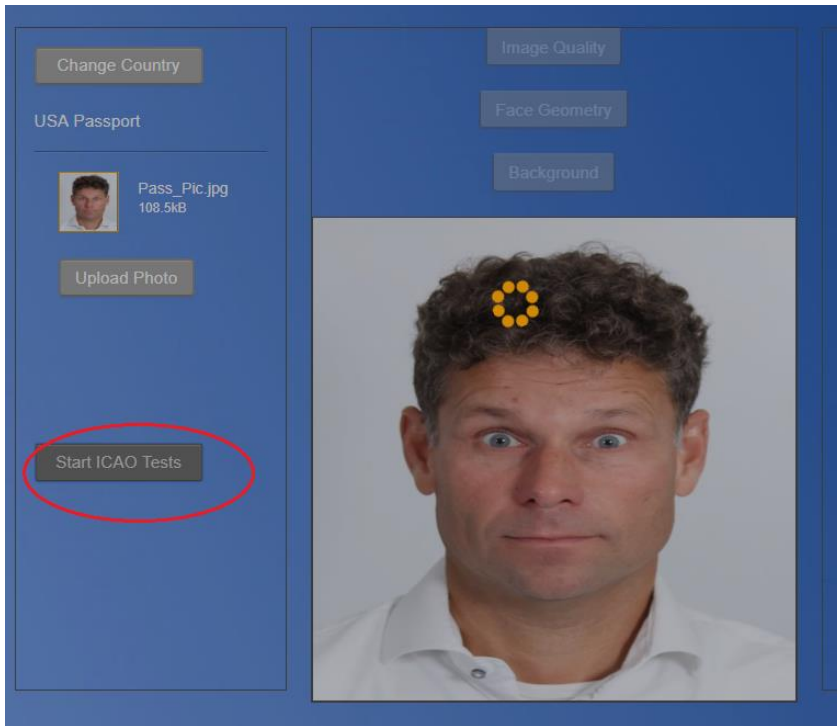 Change Country
USA Passport
Pass_Pic.jpg
108.5kB
Upload Photo
Start ICAO Tests
Image Quality
Face Geometry
Background